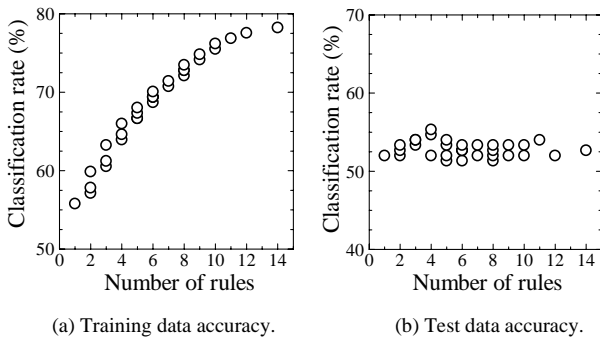 Classification rate (%)
80
70
60
50
0 2 4 6 8 10 12 14
Number of rules
(a) Training data accuracy.
Classification rate (%)
70
60
50
40
0 2 4 6 8 10 12 14
Number of rules
(b) Test data accuracy.